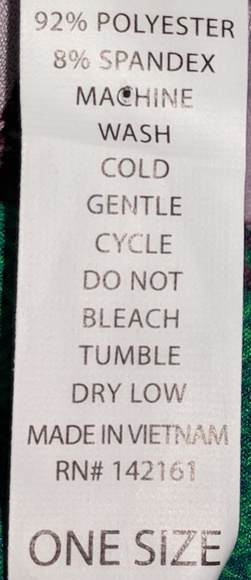 92% POLYESTER
8% SPANDEX
MACHINE
WASH
COLD
GENTLE
CYCLE
DO NOT
BLEACH
TUMBLE
DRY LOW
MADE IN VIETNAM
RN# 142161
ONE SIZE